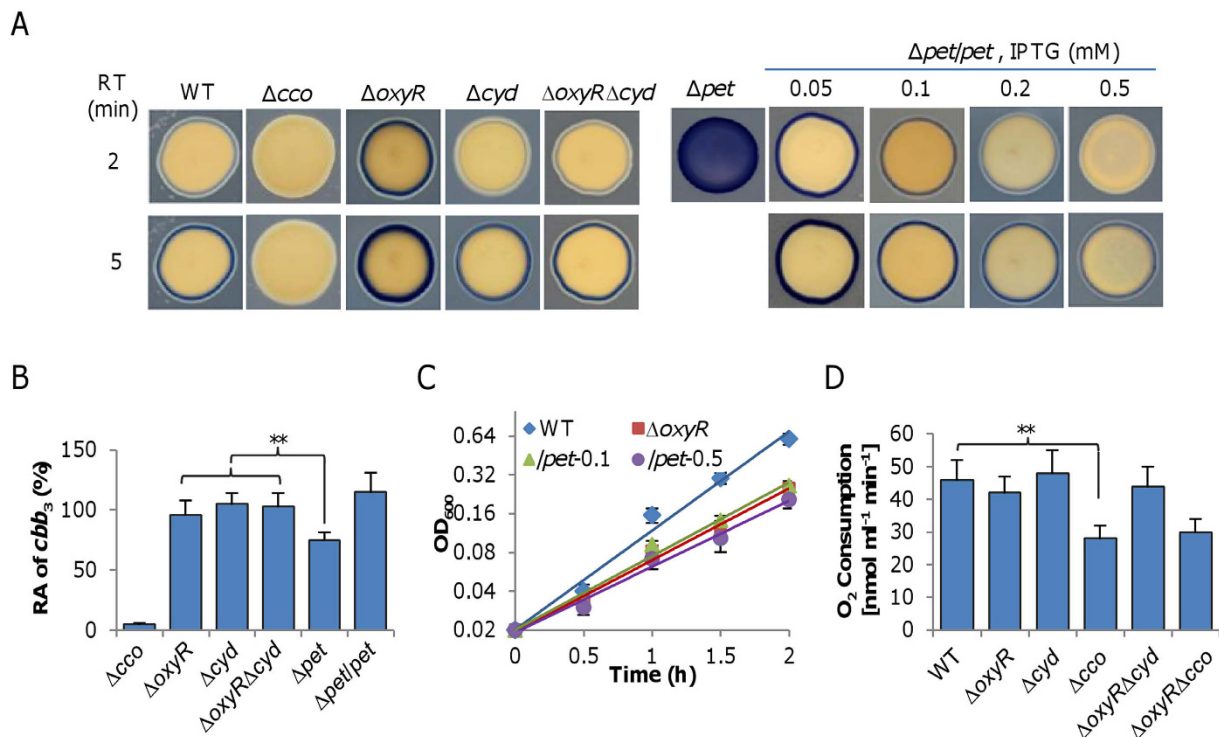 A
Δpet/pet , IPTG (mM)
RT (min) WT Δcco ΔoxyR Δcyd ΔoxyRΔcyd Δpet 0.05 0.1 0.2 0.5
2
5
B
RA of cbb3 (%)
150
100
50
0
**
Δcco ΔoxyR Δcyd ΔoxyRΔcyd Δpet Δpet/pet
C
OD600
0.64
0.32
0.16
0.08
0.04
0.02
WT ΔoxyR
/pet-0.1 /pet-0.5
0 0.5 1 1.5 2
Time (h)
D
O2 Consumption [nmol ml-1 min-1]
60
50
40
30
20
10
0
**
WT ΔoxyR Δcyd Δcco ΔoxyRΔcyd ΔoxyRΔcco